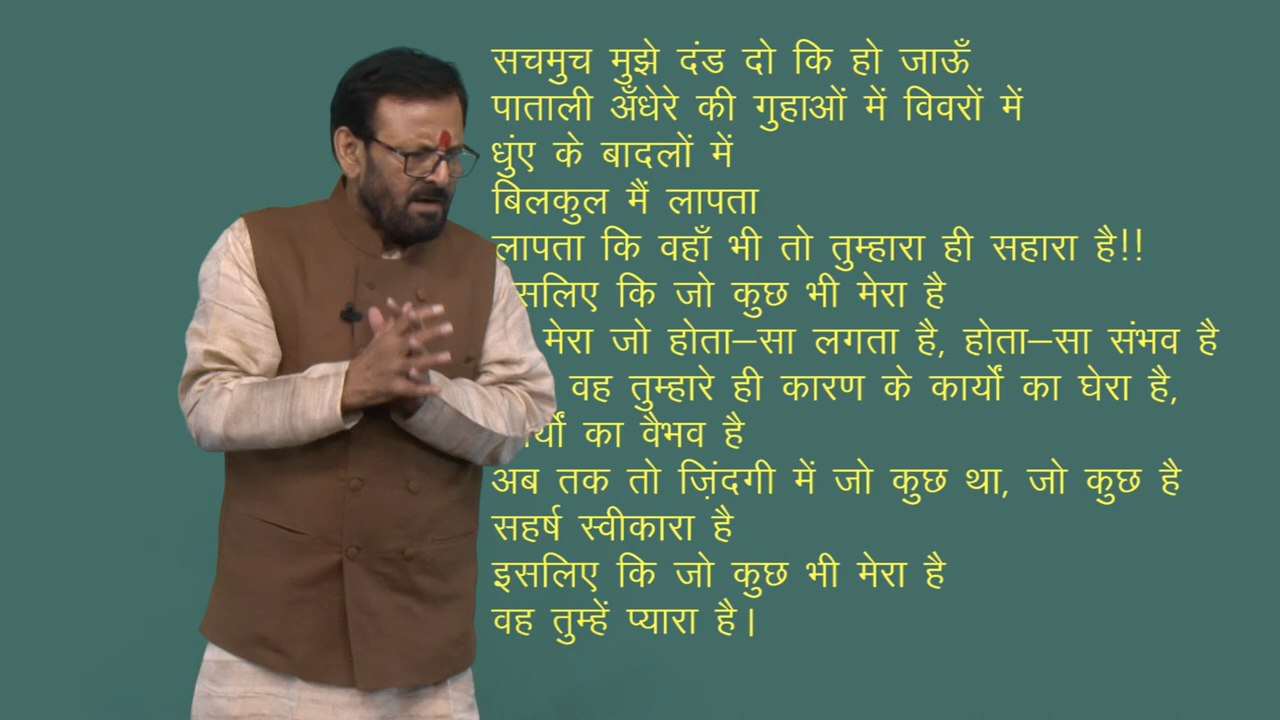 सचमुच मुझे दंड दो कि हो जाऊँ
पाताली अँधेरे की गुहाओं में विवरों में
धुंए के बादलों में
बिलकुल मैं लापता
लापता कि वहाँ भी तो तुम्हारा ही सहारा है!!
सलिए कि जो कुछ भी मेरा है
मेरा जो होता–सा लगता है, होता–सा संभव है
वह तुम्हारे ही कारण के कार्यों का घेरा है,
र्यों का वैभव है
अब तक तो ज़िंदगी में जो कुछ था, जो कुछ है
सहर्ष स्वीकारा है
इसलिए कि जो कुछ भी मेरा है
वह तुम्हें प्यारा है।